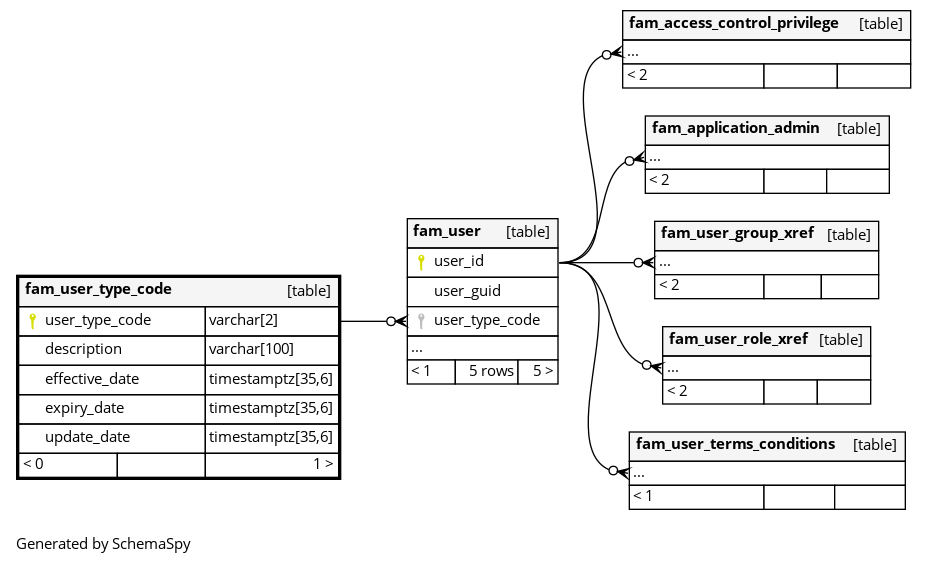 fam_access_control_privilege [table]
...
< 2
fam_application_admin [table]
...
< 2
fam_user_group_xref [table]
...
< 2
fam_user_role_xref [table]
...
< 2
fam_user_terms_conditions [table]
...
< 1
fam_user [table]
user_id
user_guid
user_type_code
...
< 1 5 rows 5 >
fam_user_type_code [table]
user_type_code varchar[2]
description varchar[100]
effective_date timestamptz[35,6]
expiry_date timestamptz[35,6]
update_date timestamptz[35,6]
< 0 1 >
Generated by SchemaSpy